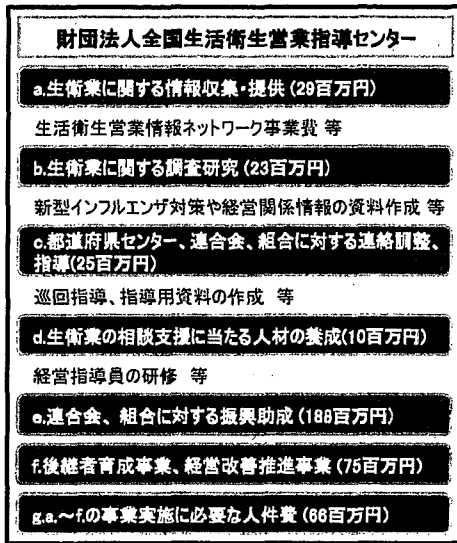 財団法人全国生活衛生営業指導センター
a.生衛業に関する情報収集・提供 (29百万円)
生活衛生営業情報ネットワーク事業費 等
b.生衛業に関する調査研究 (23百万円)
新型インフルエンザ対策や経営関係情報の資料作成 等
c.都道府県センター、連合会、組合に対する連絡調整、
指導(25百万円)
巡回指導、指導用資料の作成 等
d.生衛業の相談支援に当たる人材の養成(10百万円)
経営指導員の研修 等
e.連合会、組合に対する振興助成 (188百万円)
f.後継者育成事業、経営改善推進事業 (75百万円)
g.a.～f.の事業実施に必要な人件費 (66百万円)